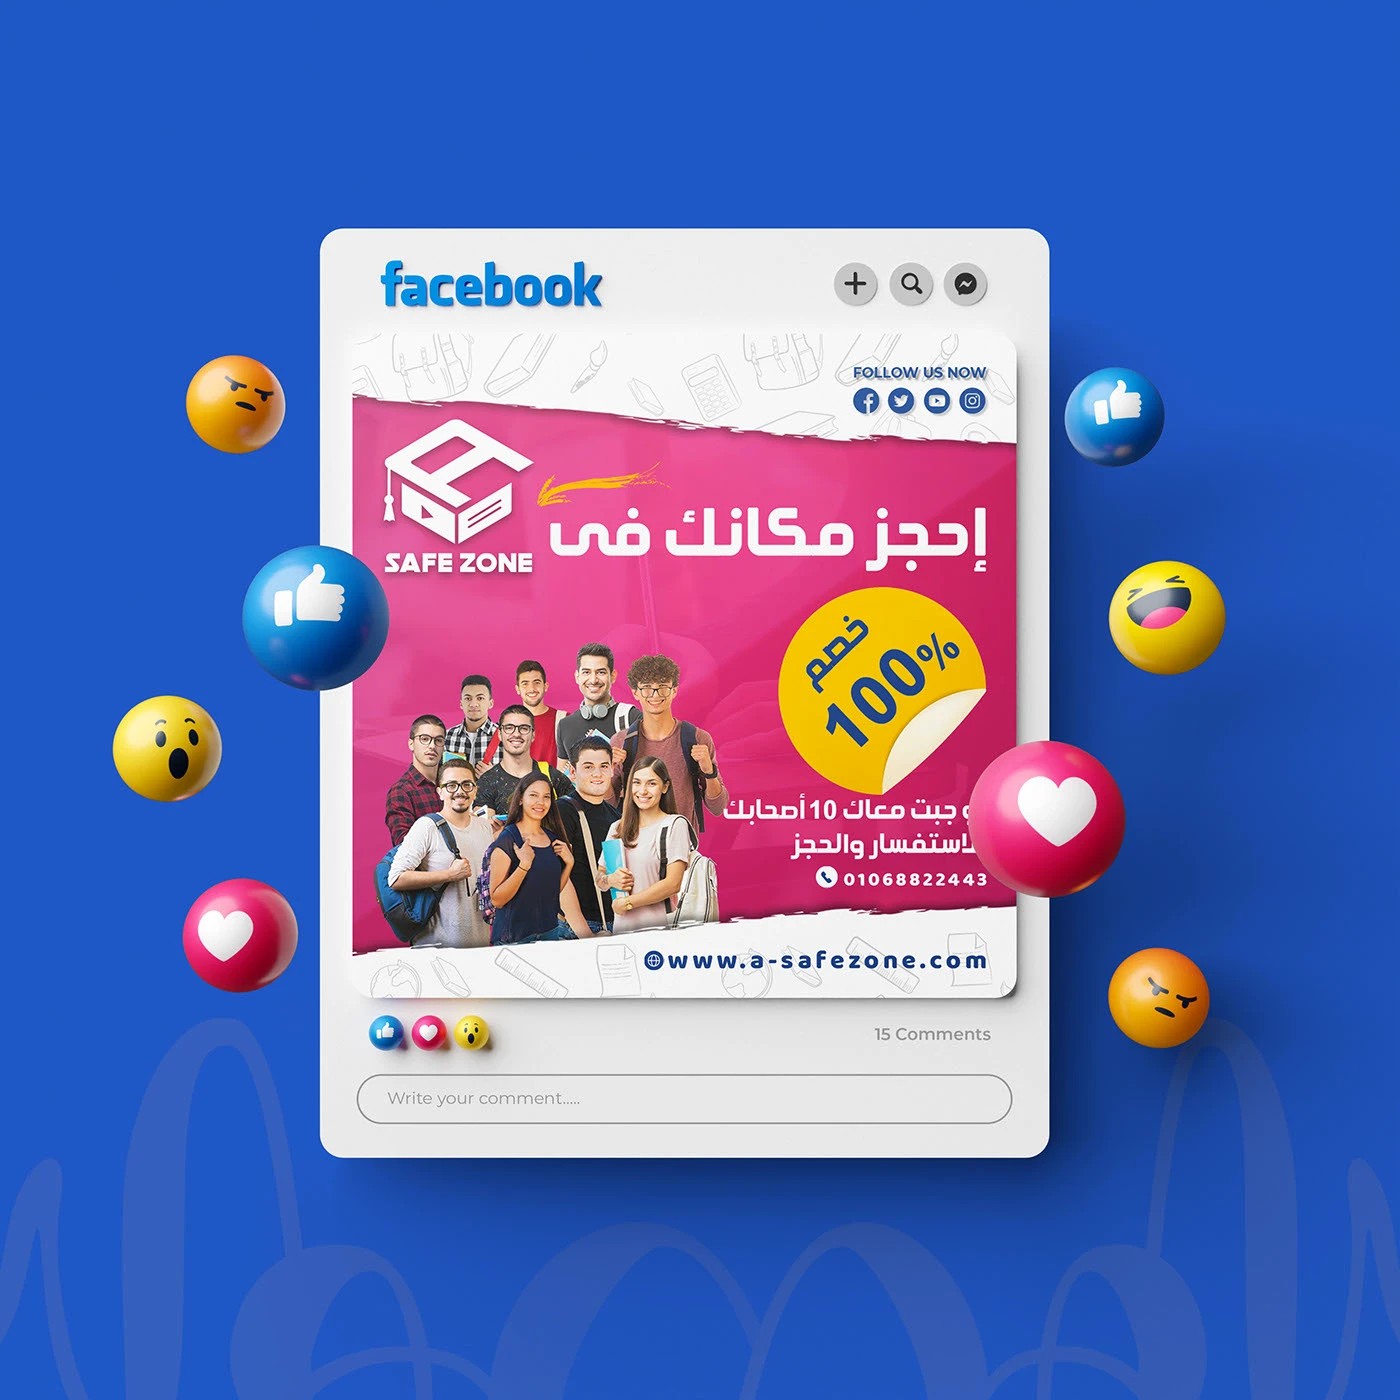 facebook
FOLLOW US NOW
SAFE ZONE
إحجز مكانك فى
خصم
100%
جبت معاك 10 أصحابك
للاستفسار والحجز
01068822443
www.a-safezone.com
15 Comments
Write your comment.....